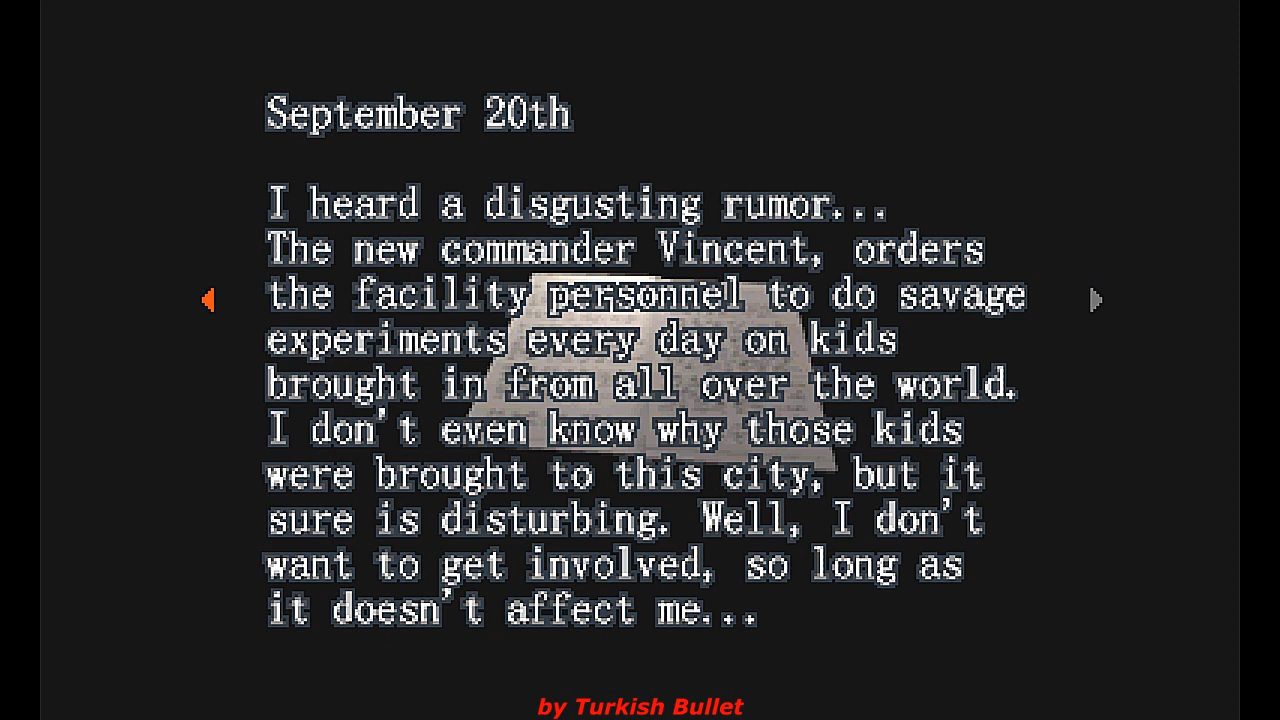 September 20th
I heard a disgusting rumor...
The new commander Vincent, orders
the facility personnel to do savage
experiments every day on kids
brought in from all over the world.
I don't even know why those kids
were brought to this city, but it
sure is disturbing. Well, I don't
want to get involved, so long as
it doesn't affect me...
by Turkish Bullet